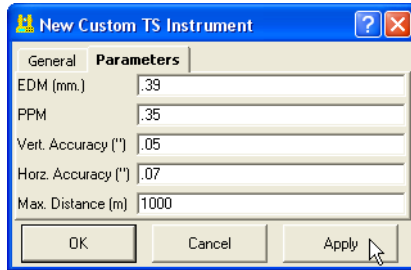 New Custom TS Instrument
General Parameters
EDM (mm.) .39
PPM .35
Vert. Accuracy (") .05
Horz. Accuracy (") .07
Max. Distance (m) 1000
OK Cancel Apply